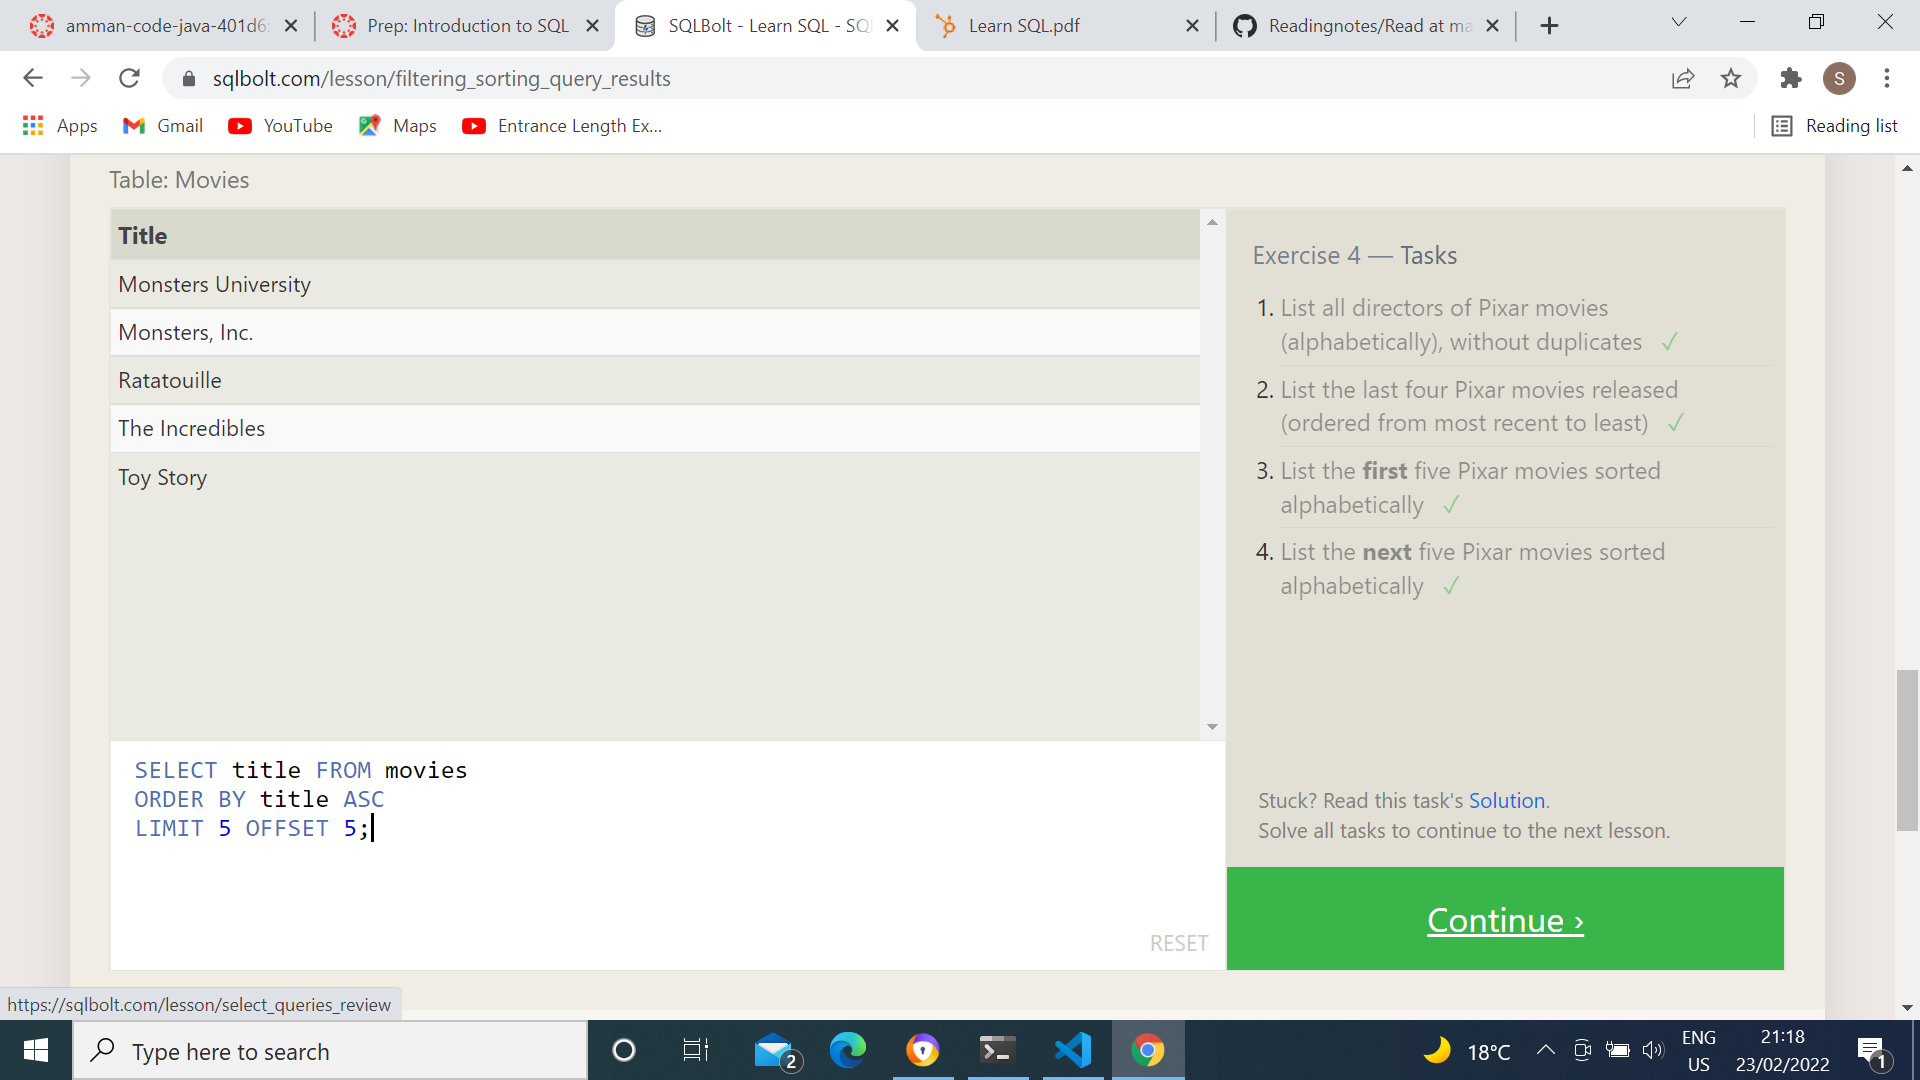 amman-code-java-401d6
Prep: Introduction to SQL
SQLBolt - Learn SQL - SQ
Learn SQL.pdf
Readingnotes/Read at ma
sqlbolt.com/lesson/filtering_sorting_query_results
S
Apps
Gmail
YouTube
Maps
Entrance Length Ex...
Reading list
Table: Movies
Title
Monsters University
Monsters, Inc.
Ratatouille
The Incredibles
Toy Story
SELECT title FROM movies
ORDER BY title ASC
LIMIT 5 OFFSET 5;
RESET
Exercise 4 — Tasks
1. List all directors of Pixar movies
(alphabetically), without duplicates ✓
2. List the last four Pixar movies released
(ordered from most recent to least) ✓
3. List the first five Pixar movies sorted
alphabetically ✓
4. List the next five Pixar movies sorted
alphabetically ✓
Stuck? Read this task's Solution.
Solve all tasks to continue to the next lesson.
Continue ›
https://sqlbolt.com/lesson/select_queries_review
Type here to search
2
18°C
ENG
US
21:18
23/02/2022
1